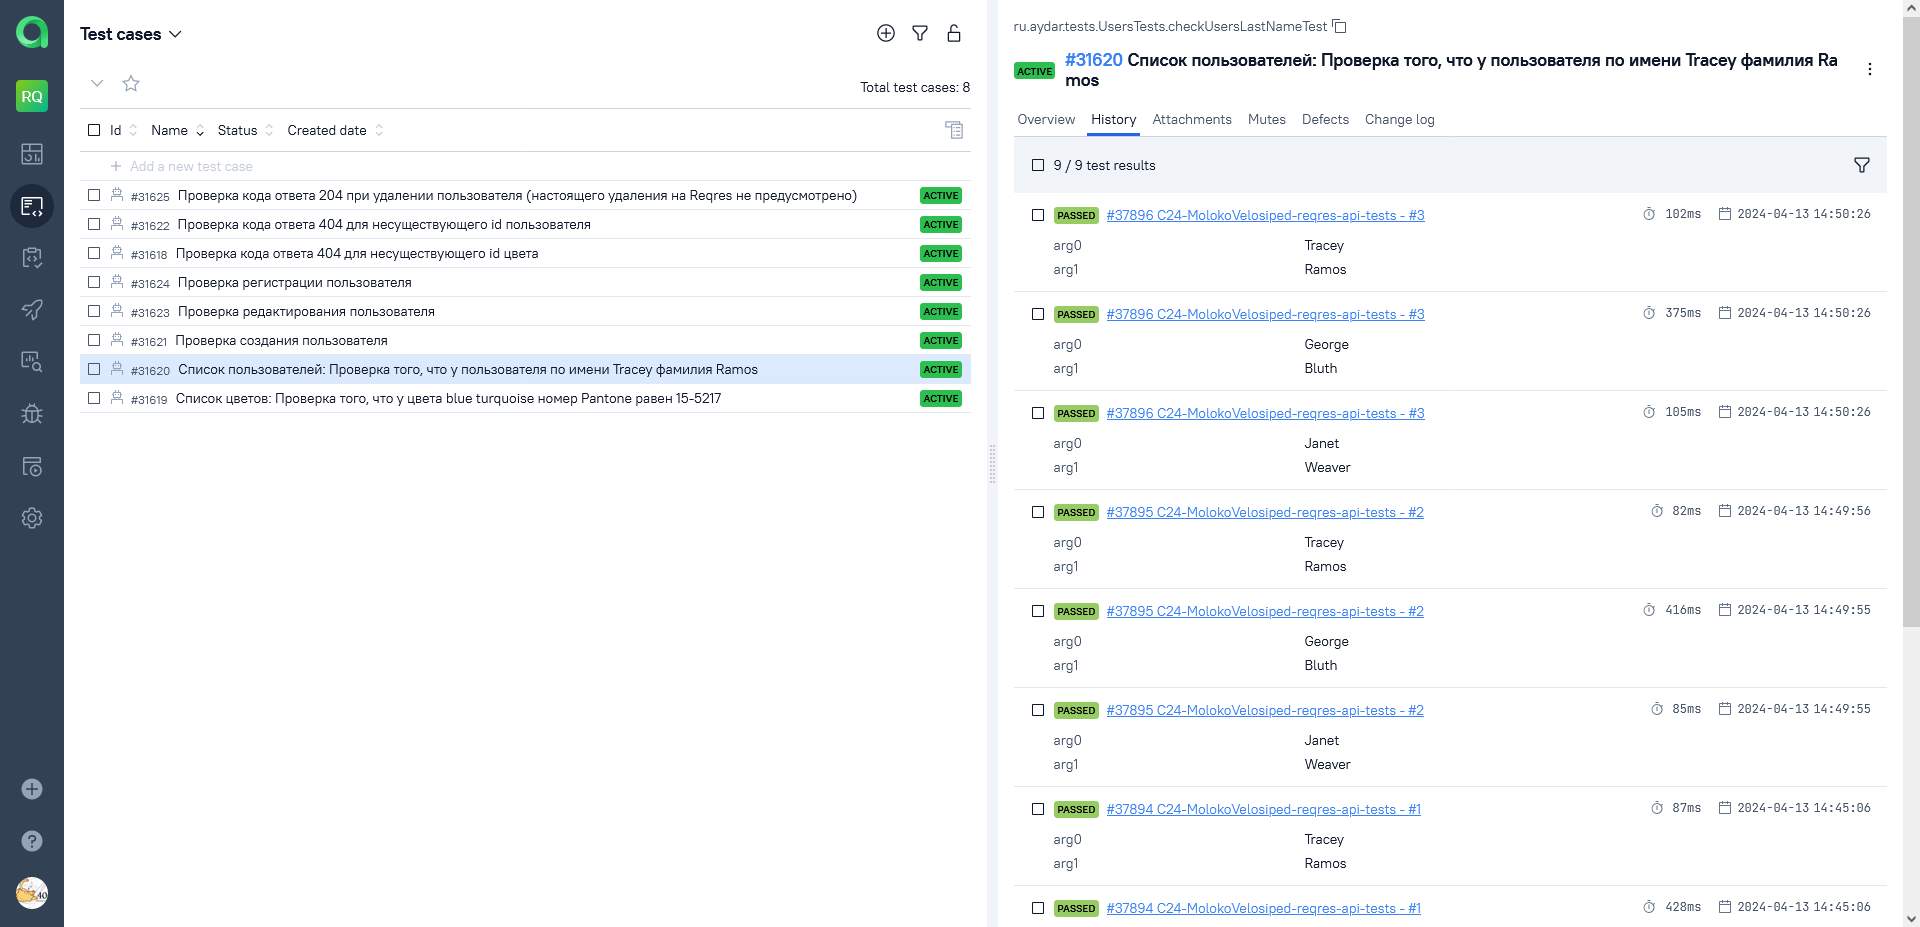 RQ
Test cases
Total test cases: 8
Id Name Status Created date
Add a new test case
#31625 Проверка кода ответа 204 при удалении пользователя (настоящего удаления на Reqres не предусмотрено) ACTIVE
#31622 Проверка кода ответа 404 для несуществующего id пользователя ACTIVE
#31618 Проверка кода ответа 404 для несуществующего id цвета ACTIVE
#31624 Проверка регистрации пользователя ACTIVE
#31623 Проверка редактирования пользователя ACTIVE
#31621 Проверка создания пользователя ACTIVE
#31620 Список пользователей: Проверка того, что у пользователя по имени Tracey фамилия Ramos ACTIVE
#31619 Список цветов: Проверка того, что у цвета blue turquoise номер Pantone равен 15-5217 ACTIVE
40
ru.aydar.tests.UsersTests.checkUsersLastNameTest
ACTIVE #31620 Список пользователей: Проверка того, что у пользователя по имени Tracey фамилия Ra
mos
Overview History Attachments Mutes Defects Change log
9 / 9 test results
PASSED #37896 C24-MolokoVelosiped-reqres-api-tests - #3 102ms 2024-04-13 14:50:26
arg0 Tracey
arg1 Ramos
PASSED #37896 C24-MolokoVelosiped-reqres-api-tests - #3 375ms 2024-04-13 14:50:26
arg0 George
arg1 Bluth
PASSED #37896 C24-MolokoVelosiped-reqres-api-tests - #3 105ms 2024-04-13 14:50:26
arg0 Janet
arg1 Weaver
PASSED #37895 C24-MolokoVelosiped-reqres-api-tests - #2 82ms 2024-04-13 14:49:56
arg0 Tracey
arg1 Ramos
PASSED #37895 C24-MolokoVelosiped-reqres-api-tests - #2 416ms 2024-04-13 14:49:55
arg0 George
arg1 Bluth
PASSED #37895 C24-MolokoVelosiped-reqres-api-tests - #2 85ms 2024-04-13 14:49:55
arg0 Janet
arg1 Weaver
PASSED #37894 C24-MolokoVelosiped-reqres-api-tests - #1 87ms 2024-04-13 14:45:06
arg0 Tracey
arg1 Ramos
PASSED #37894 C24-MolokoVelosiped-reqres-api-tests - #1 428ms 2024-04-13 14:45:06